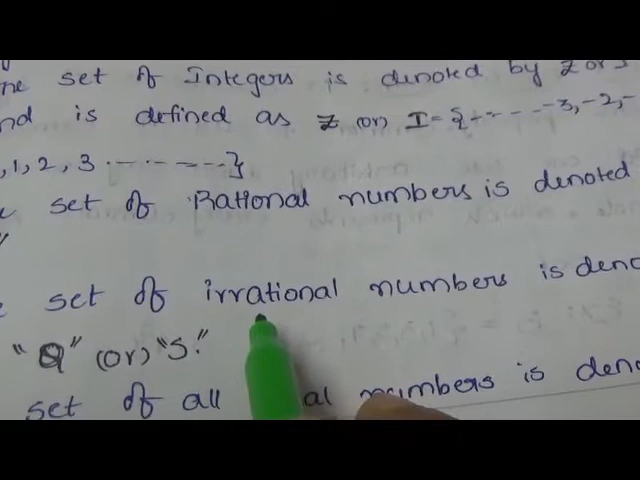 set of Integers is denoted by Z or
is defined as Z (or) I = {------3,-2,-
,1, 2, 3 ---------}
set of Rational numbers is denoted
set of irrational numbers is deno
"Q" (or) "S."
set of all al numbers is deno